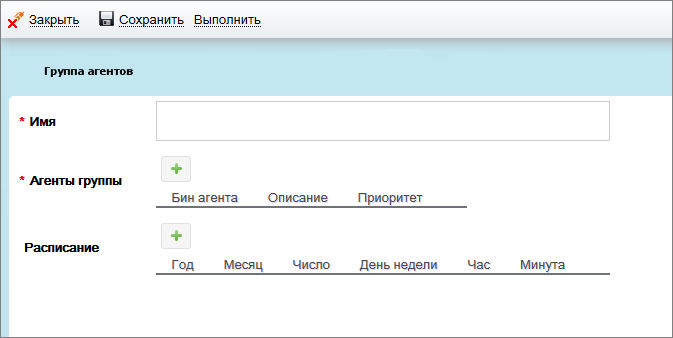 Закрыть Сохранить Выполнить
Группа агентов
* Имя
* Агенты группы
Бин агента Описание Приоритет
Расписание
Год Месяц Число День недели Час Минута